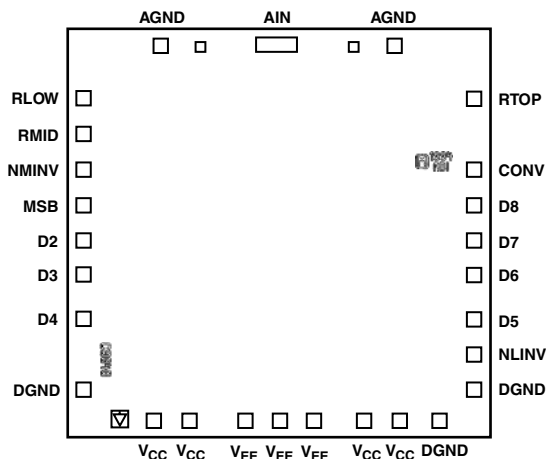 AGND AIN AGND
RLOW RTOP
RMID
NMINV CONV
MSB D8
D2 D7
D3 D6
D4 D5
NLINV
DGND DGND
VCC VCC VEE VEE VEE VCC VCC DGND